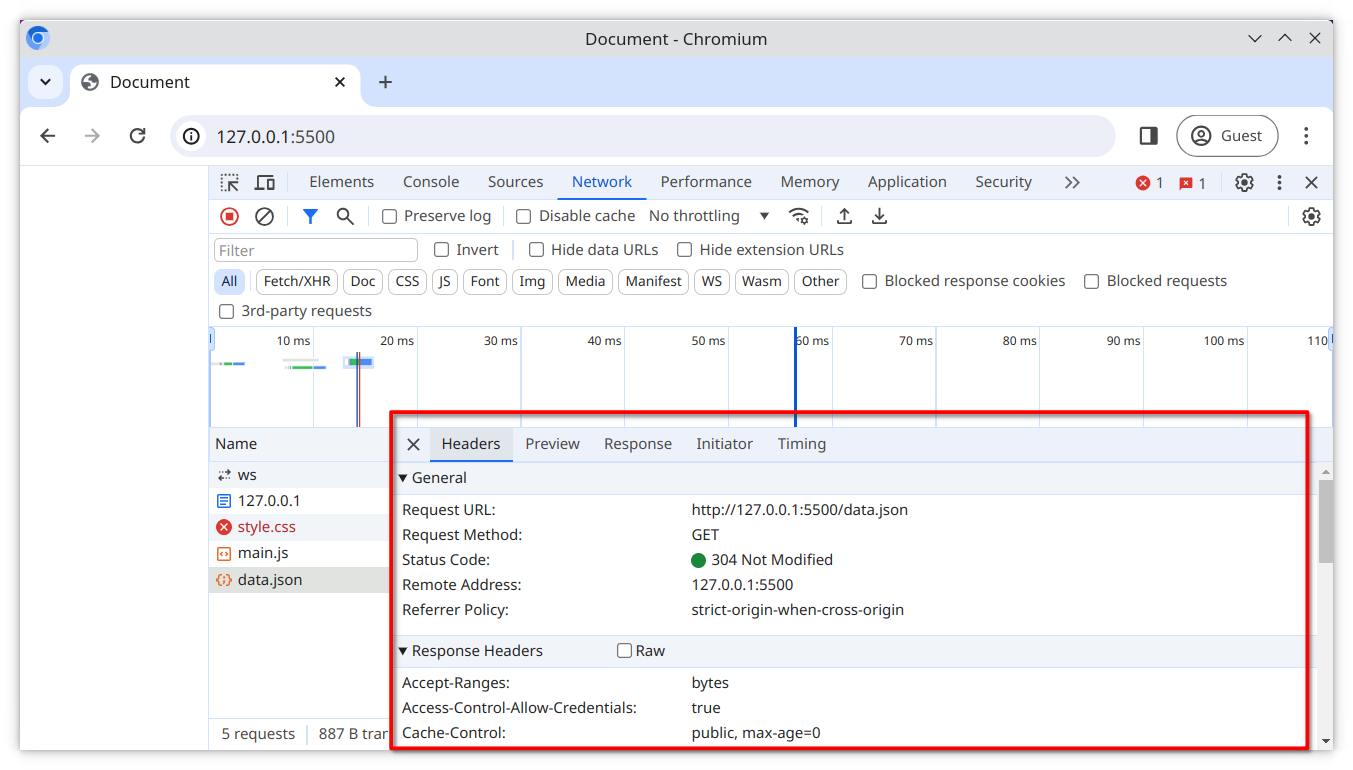 Document - Chromium
Document
127.0.0.1:5500 Guest
Elements Console Sources Network Performance Memory Application Security 1 1
Preserve log Disable cache No throttling
Filter Invert Hide data URLs Hide extension URLs
All Fetch/XHR Doc CSS JS Font Img Media Manifest WS Wasm Other Blocked response cookies Blocked requests
3rd-party requests
10 ms 20 ms 30 ms 40 ms 50 ms 60 ms 70 ms 80 ms 90 ms 100 ms 110
Name
ws
127.0.0.1
style.css
main.js
data.json
5 requests 887 B tran
Headers Preview Response Initiator Timing
General
Request URL: http://127.0.0.1:5500/data.json
Request Method: GET
Status Code: 304 Not Modified
Remote Address: 127.0.0.1:5500
Referrer Policy: strict-origin-when-cross-origin
Response Headers Raw
Accept-Ranges: bytes
Access-Control-Allow-Credentials: true
Cache-Control: public, max-age=0